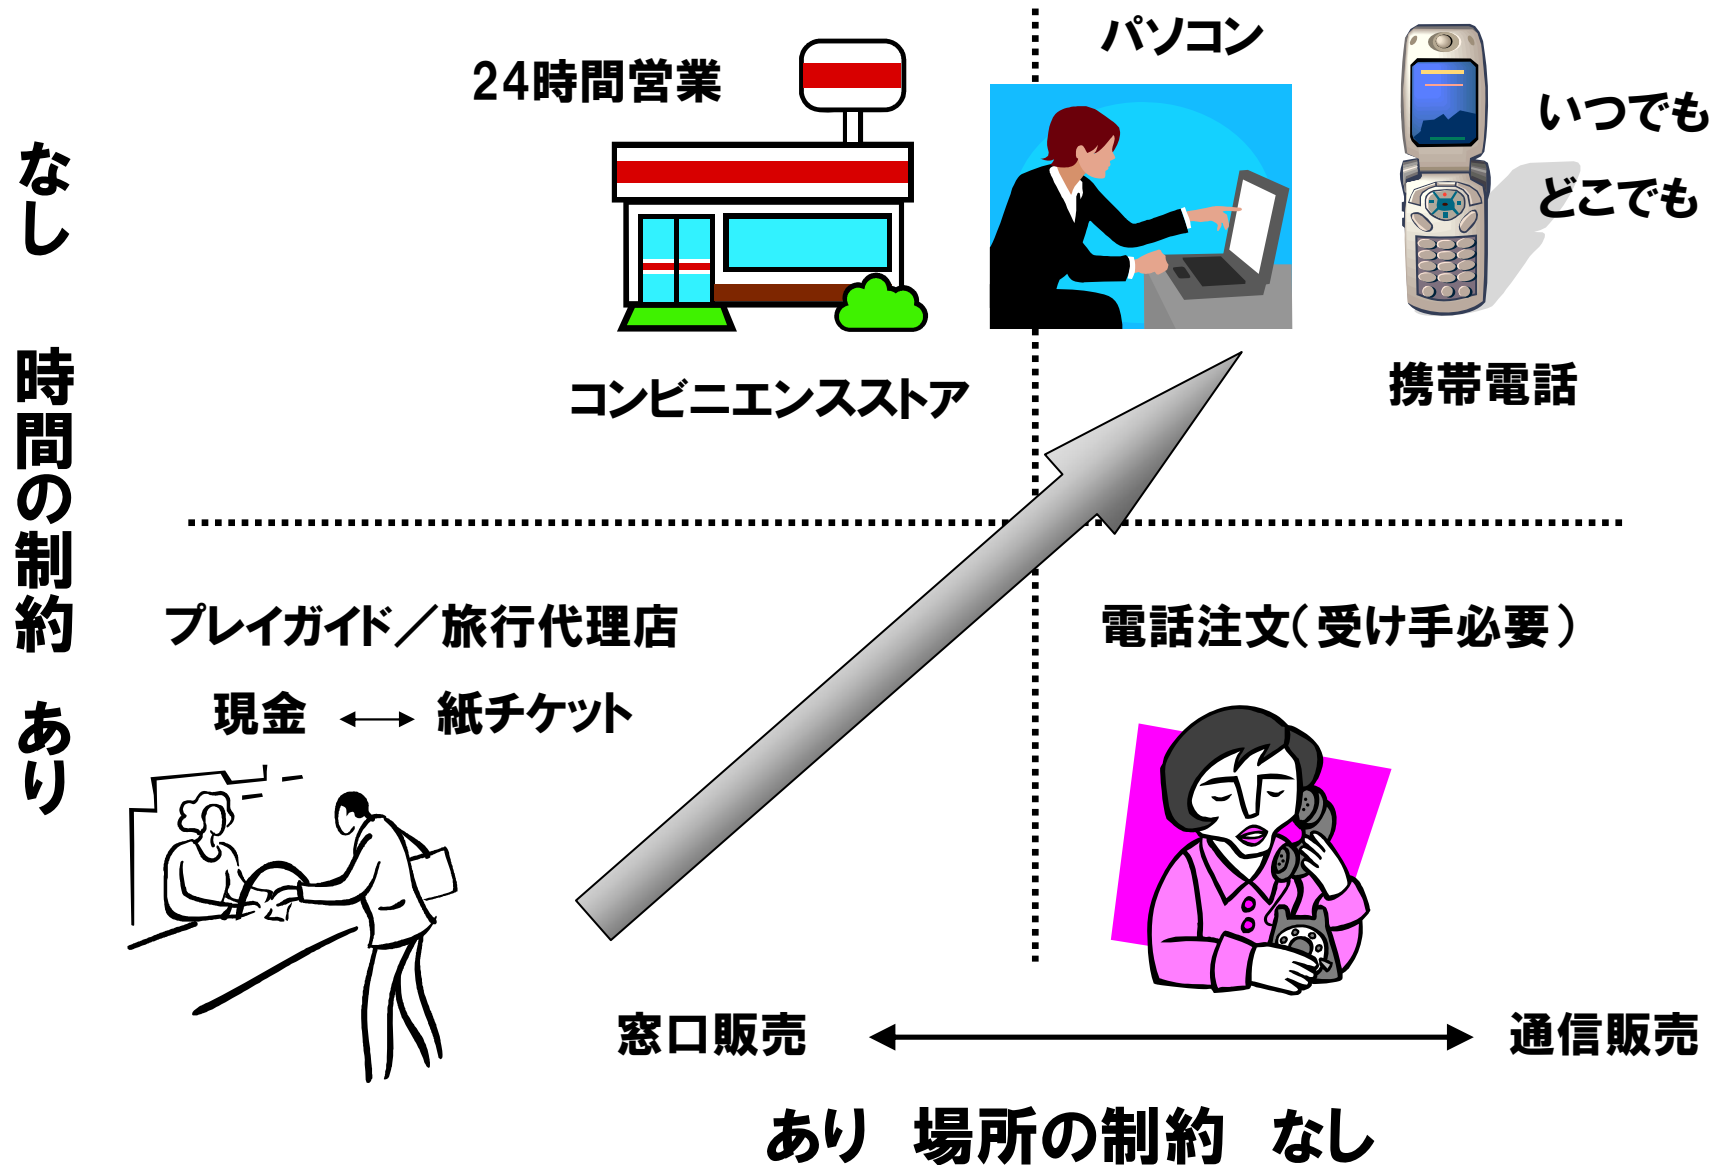 パソコン
24時間営業
いつでも
どこでも
コンビニエンスストア
携帯電話
なし 時間の制約 あり
プレイガイド／旅行代理店
現金 紙チケット
電話注文（受け手必要）
窓口販売
通信販売
あり 場所の制約 なし